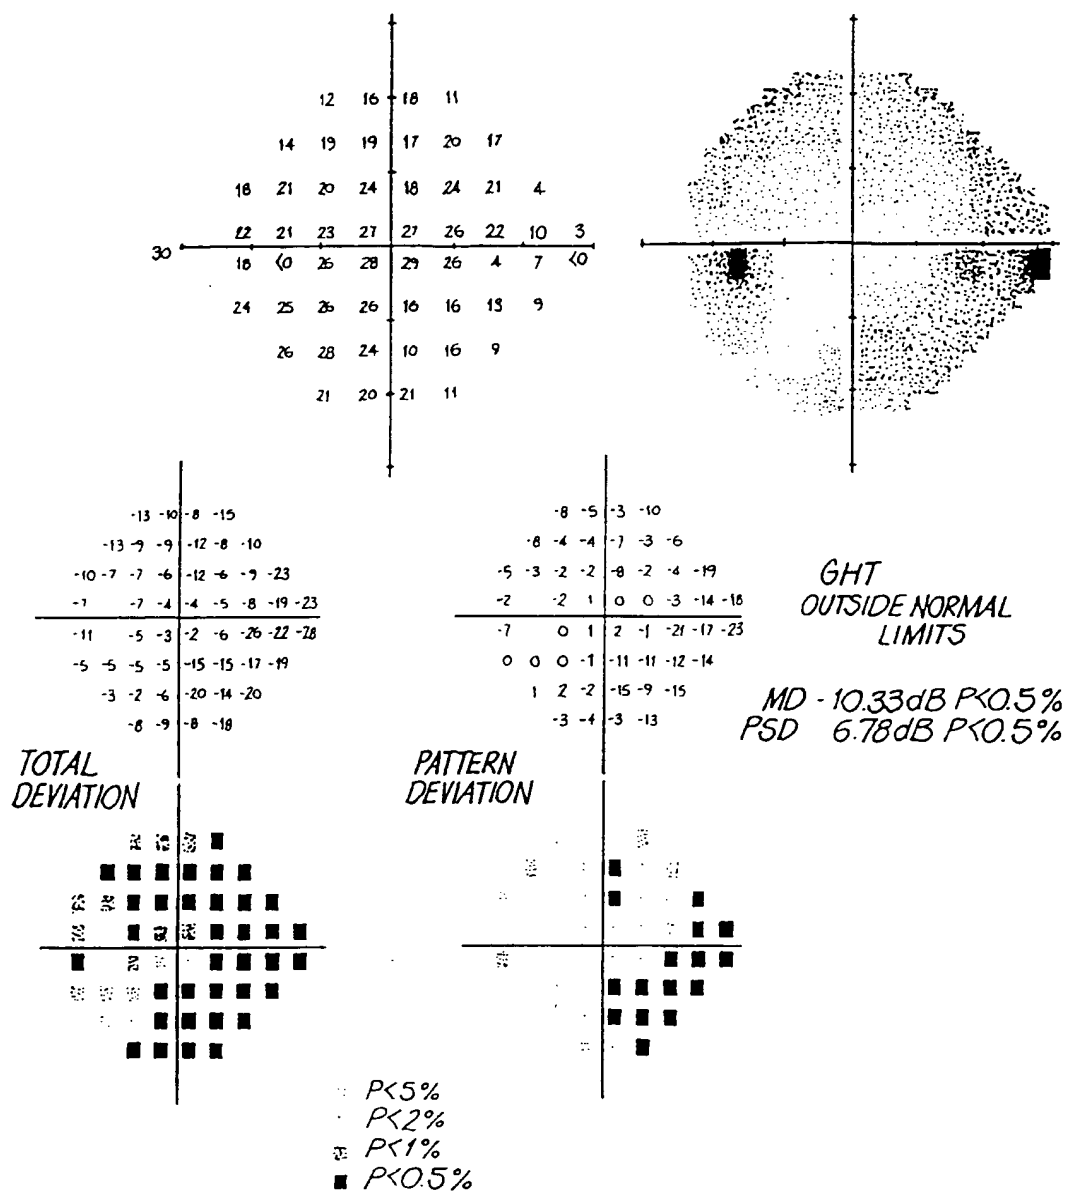 12 16 18 11
14 19 19 17 20 17
18 21 20 24 18 24 21 4
22 21 23 27 27 26 22 10 3
30
18 <0 26 28 29 26 4 7 <0
24 25 26 26 16 16 13 9
26 28 24 10 16 9
21 20 21 11
-13 -10 -8 -15
-13 -9 -9 -12 -8 -10
-10 -7 -7 -6 -12 -6 -9 -23
-7 -7 -4 -4 -5 -8 -19 -23
-11 -5 -3 -2 -6 -26 -22 -28
-5 -5 -5 -5 -15 -15 -17 -19
-3 -2 -6 -20 -14 -20
-8 -9 -8 -18
TOTAL
DEVIATION
-8 -5 -3 -10
-8 -4 -4 -7 -3 -6
-5 -3 -2 -2 -8 -2 -4 -19
-2 -2 1 0 0 -3 -14 -18
-7 0 1 2 -1 -21 -17 -23
0 0 0 -1 -11 -11 -12 -14
1 2 -2 -15 -9 -15
-3 -4 -3 -13
PATTERN
DEVIATION
GHT
OUTSIDE NORMAL
LIMITS
MD -10.33dB P<0.5%
PSD 6.78dB P<0.5%
P<5%
P<2%
P<1%
P<0.5%